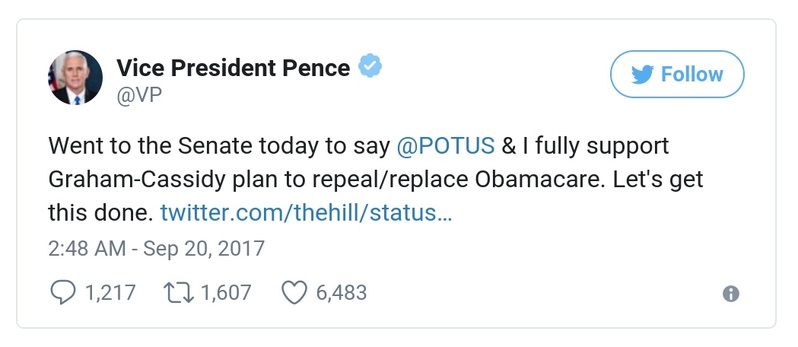 Vice President Pence
@VP
Follow
Went to the Senate today to say @POTUS & I fully support
Graham-Cassidy plan to repeal/replace Obamacare. Let's get
this done. twitter.com/thehill/status…
2:48 AM - Sep 20, 2017
1,217 1,607 6,483